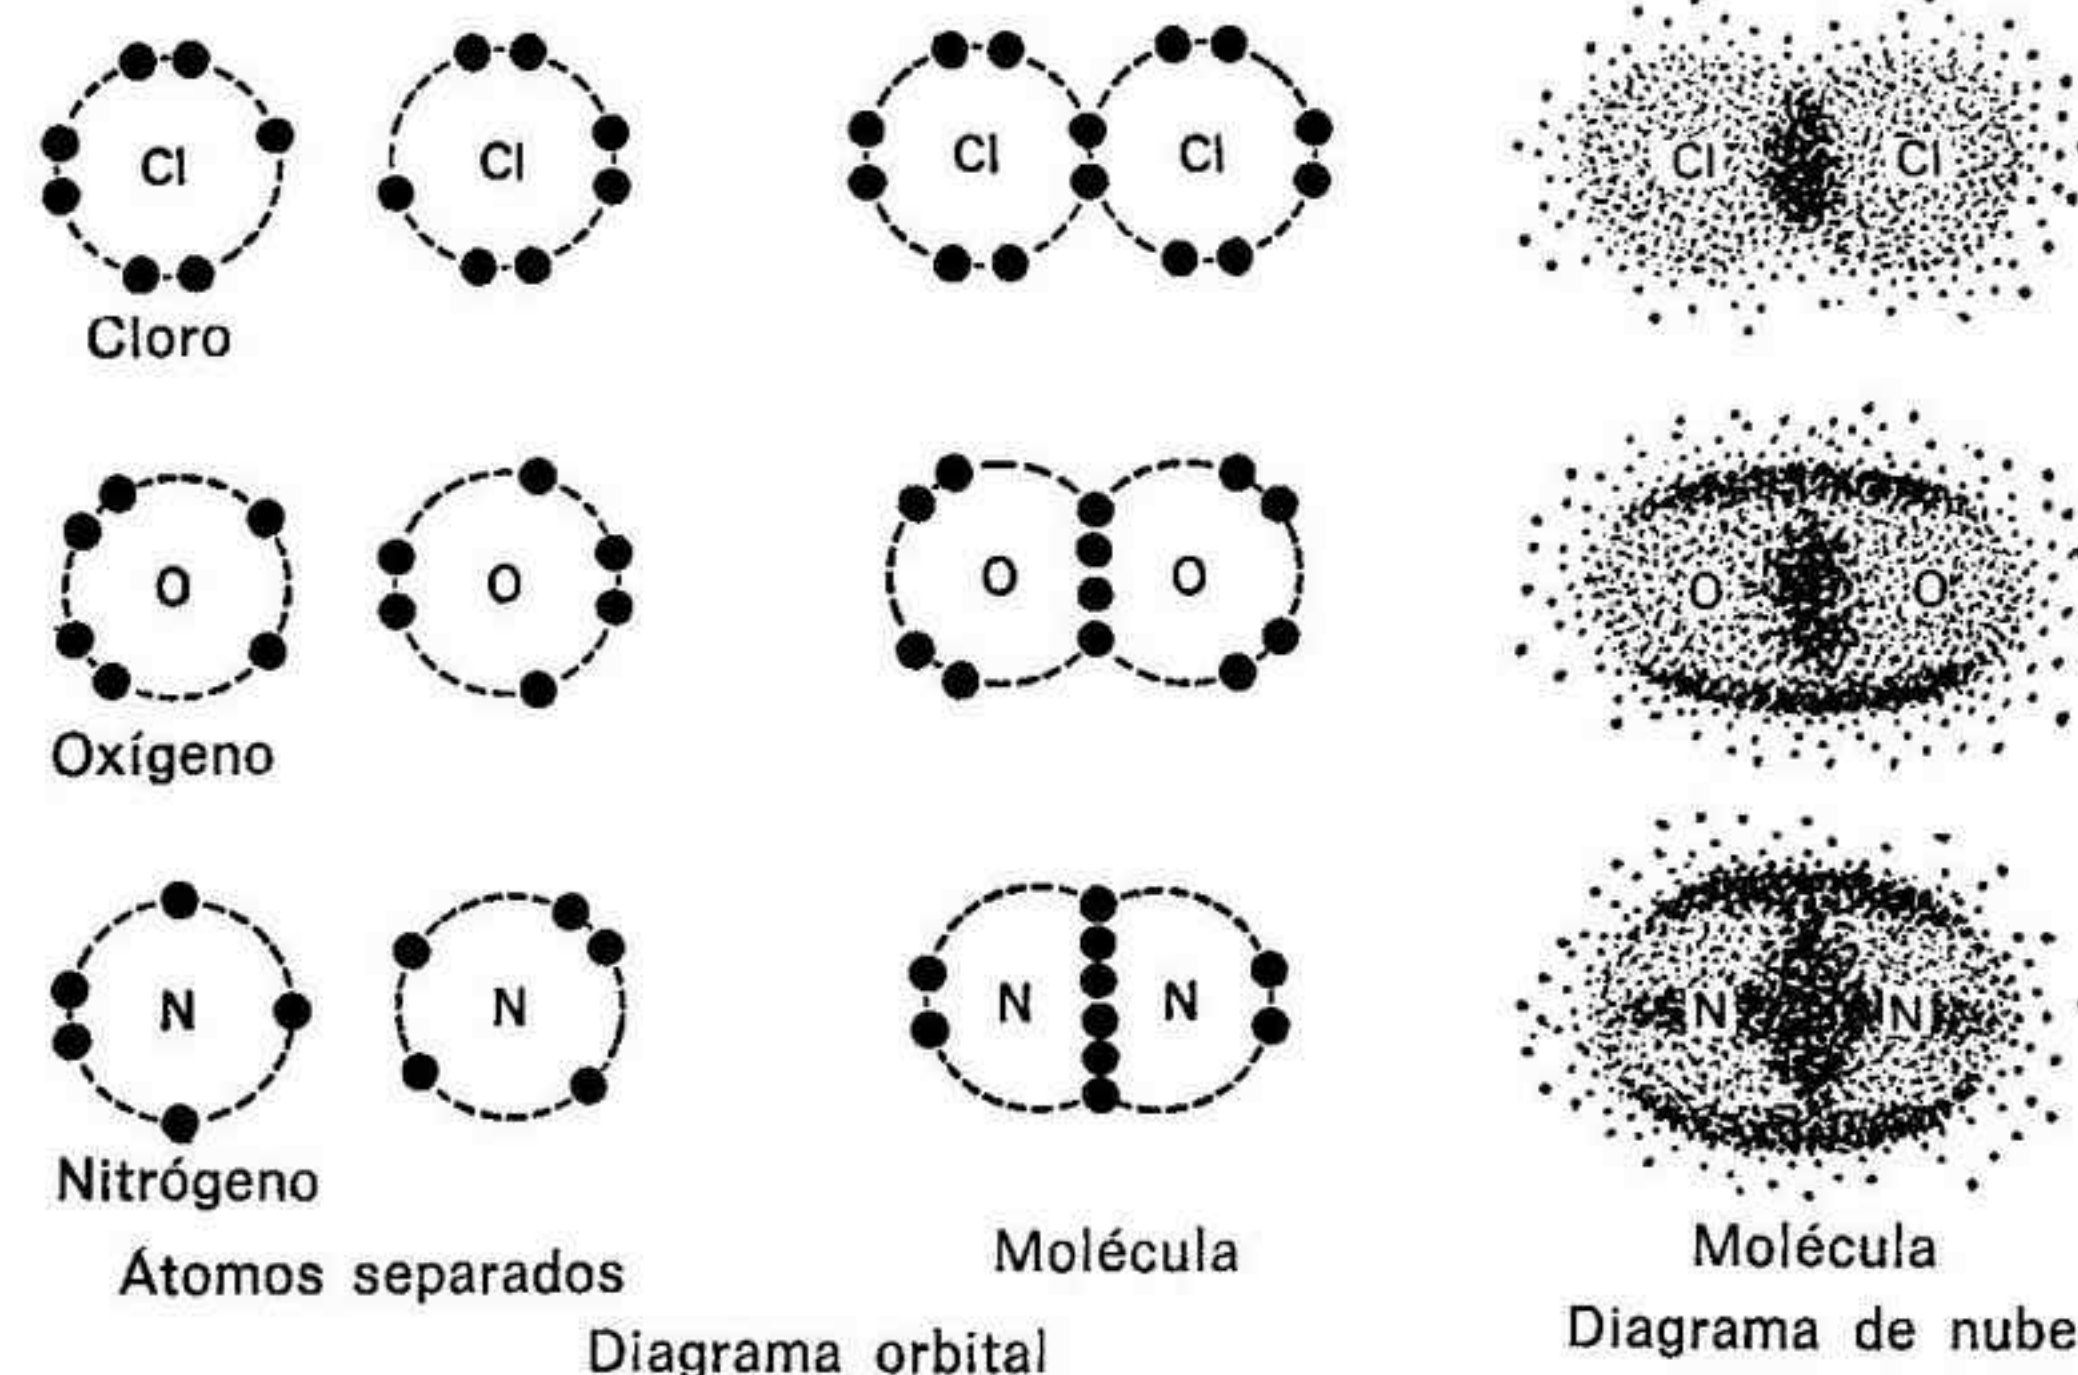 Cl Cl Cl Cl Cl Cl
Cloro
O O O O O O
Oxígeno
N N N N N N
Nitrógeno
Átomos separados
Molécula
Diagrama orbital
Molécula
Diagrama de nube